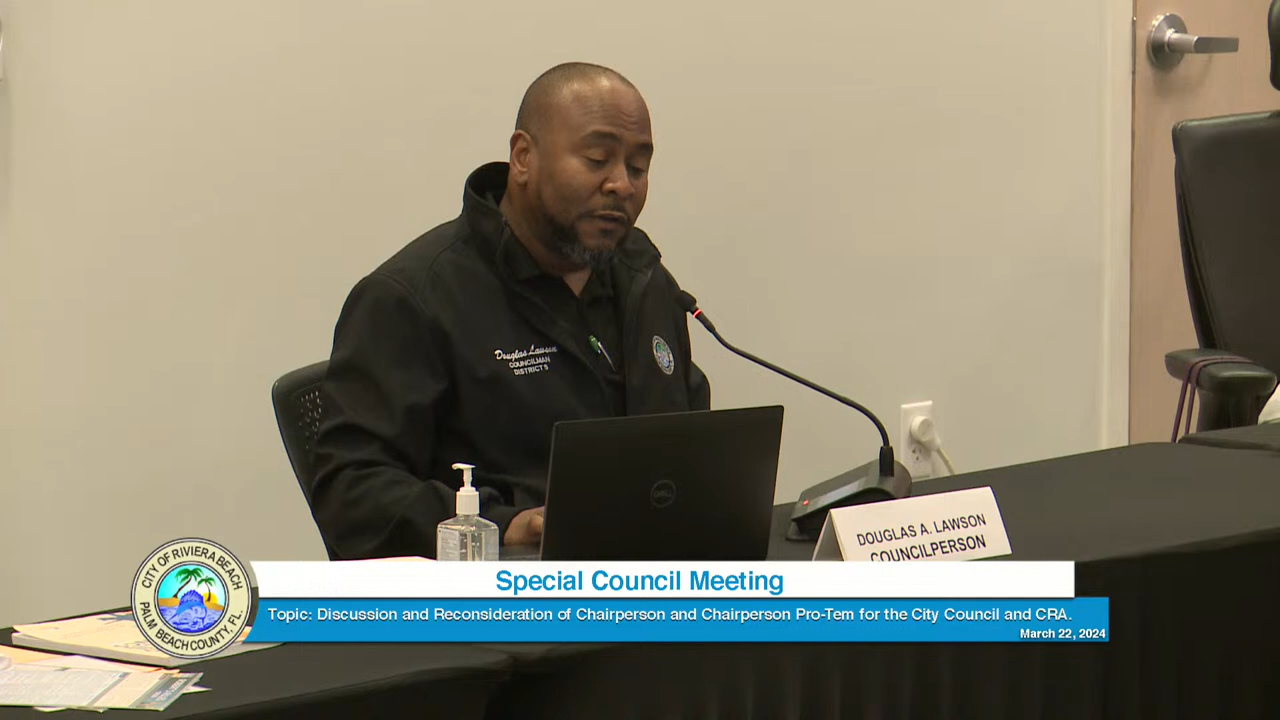 Douglas Lawson
COUNCILMAN
DISTRICT 5
DELL
DOUGLAS A. LAWSON
COUNCILPERSON
CITY OF RIVIERA BEACH
PALM BEACH COUNTY, FL.
Special Council Meeting
Topic: Discussion and Reconsideration of Chairperson and Chairperson Pro-Tem for the City Council and CRA.
March 22, 2024